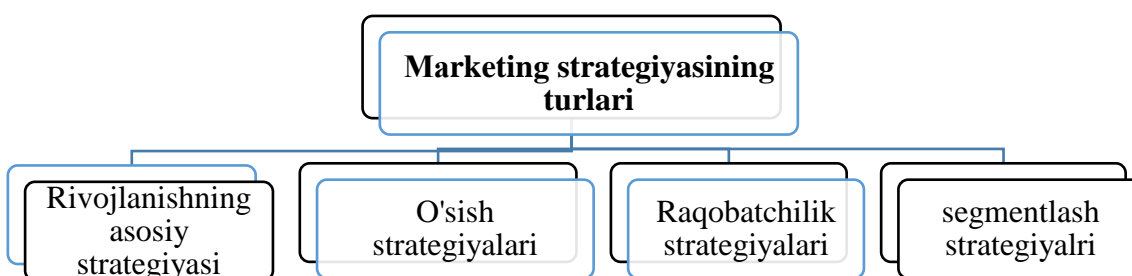 Marketing strategiyasining
turlari
Rivojlanishning
asosiy
strategiyasi
O'sish
strategiyalari
Raqobatchilik
strategiyalari
segmentlash
strategiyalri